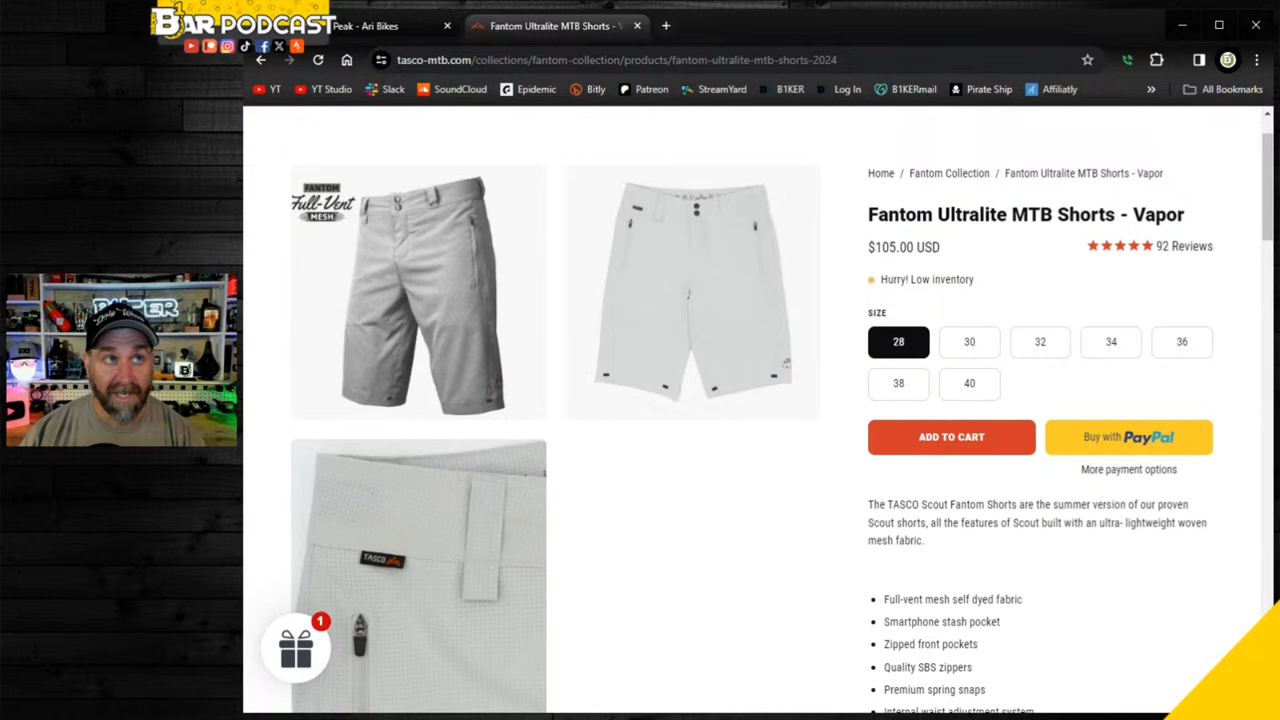 B1
BAR PODCAST
Peak - Ari Bikes
Fantom Ultralite MTB Shorts - V
tasco-mtb.com/collections/fantom-collection/products/fantom-ultralite-mtb-shorts-2024
YT
YT Studio
Slack
SoundCloud
Epidemic
Bitly
Patreon
StreamYard
B1KER
Log In
B1KERmail
Pirate Ship
Affiliatly
All Bookmarks
FANTOM
Full-Vent
MESH
Home / Fantom Collection / Fantom Ultralite MTB Shorts - Vapor
Fantom Ultralite MTB Shorts - Vapor
$105.00 USD
92 Reviews
Hurry! Low inventory
SIZE
28
30
32
34
36
38
40
ADD TO CART
Buy with PayPal
More payment options
The TASCO Scout Fantom Shorts are the summer version of our proven
Scout shorts, all the features of Scout built with an ultra- lightweight woven
mesh fabric.
Full-vent mesh self dyed fabric
Smartphone stash pocket
Zipped front pockets
Quality SBS zippers
Premium spring snaps
Internal waist adjustment system
TASCO
1